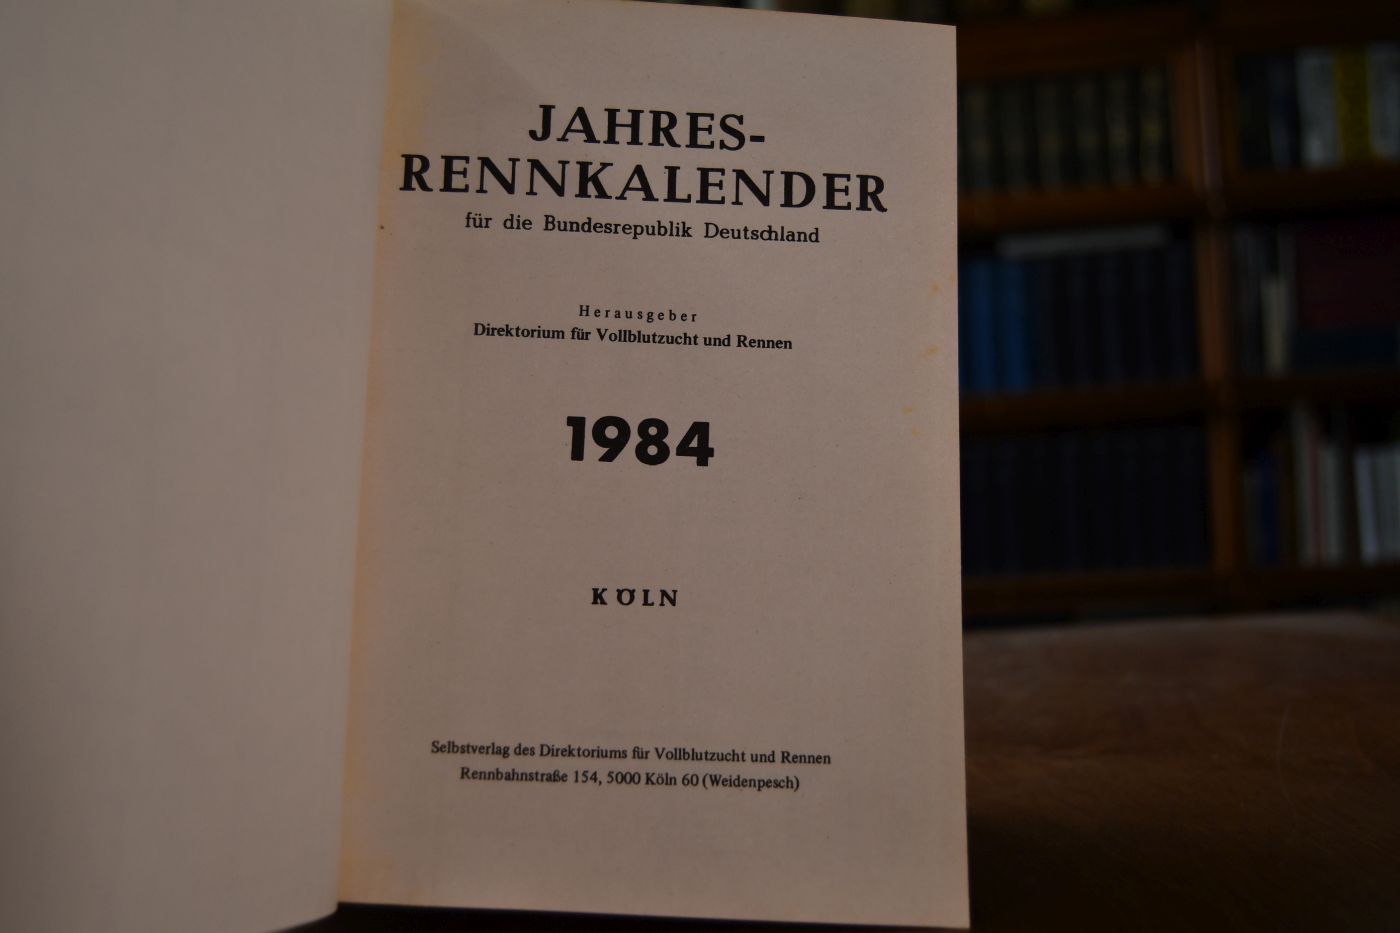 JAHRES-
RENNKALENDER
für die Bundesrepublik Deutschland
Herausgeber
Direktorium für Vollblutzucht und Rennen
1984
KÖLN
Selbstverlag des Direktoriums für Vollblutzucht und Rennen
Rennbahnstraße 154, 5000 Köln 60 (Weidenpesch)